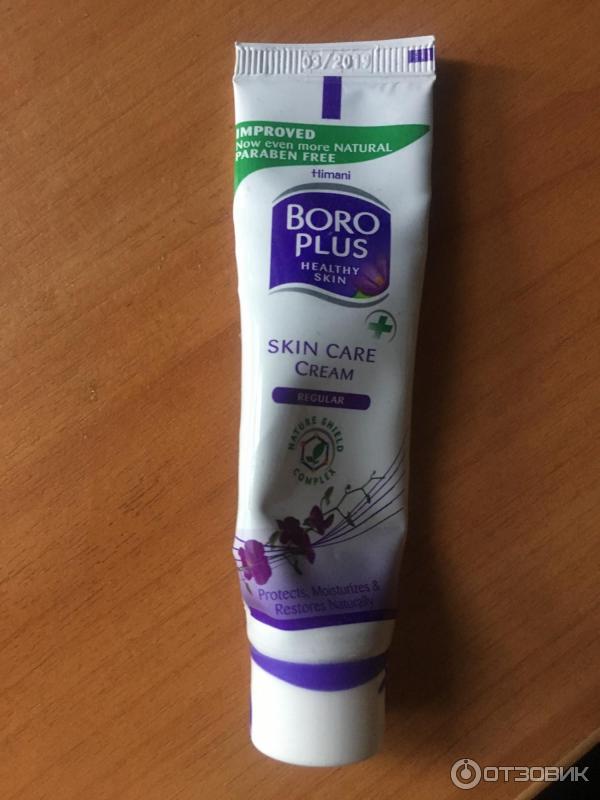 03/2019
IMPROVED
Now even more NATURAL
PARABEN FREE
Himani
BORO
PLUS
HEALTHY
SKIN
SKIN CARE
CREAM
REGULAR
NATURE SHIELD
COMPLEX
Protects, Moisturizes &
Restores Naturally
ОТЗОВИК